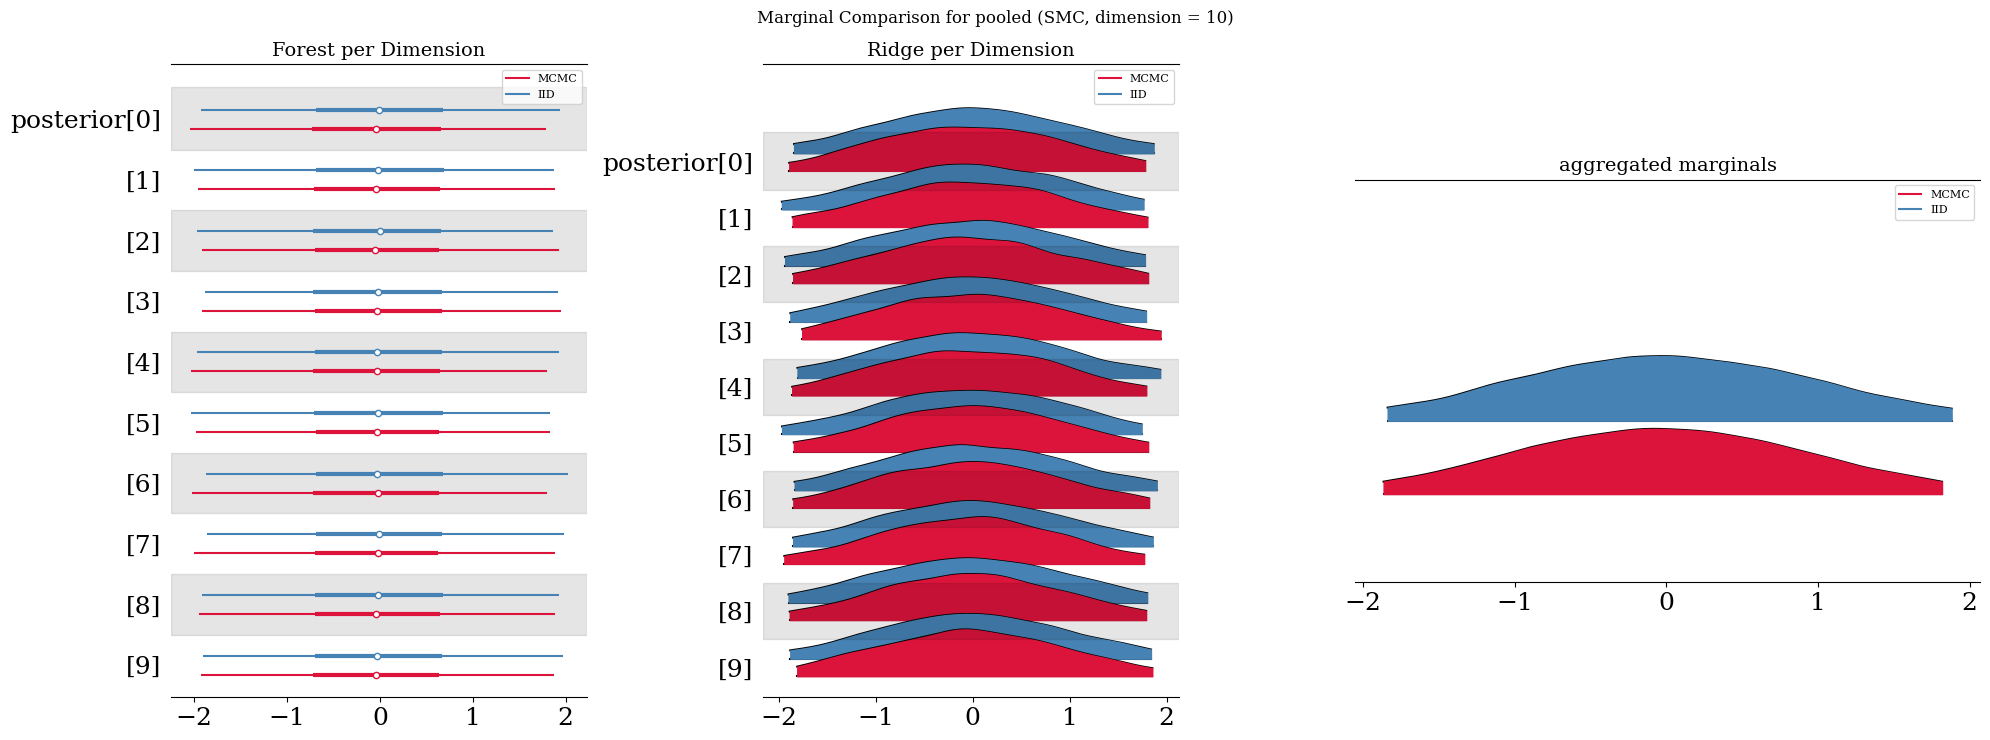 Marginal Comparison for pooled (SMC, dimension = 10)
Forest per Dimension
MCMC
IID
posterior[0]
[1]
[2]
[3]
[4]
[5]
[6]
[7]
[8]
[9]
−2 −1 0 1 2
Ridge per Dimension
MCMC
IID
posterior[0]
[1]
[2]
[3]
[4]
[5]
[6]
[7]
[8]
[9]
−2 −1 0 1 2
aggregated marginals
MCMC
IID
−2 −1 0 1 2